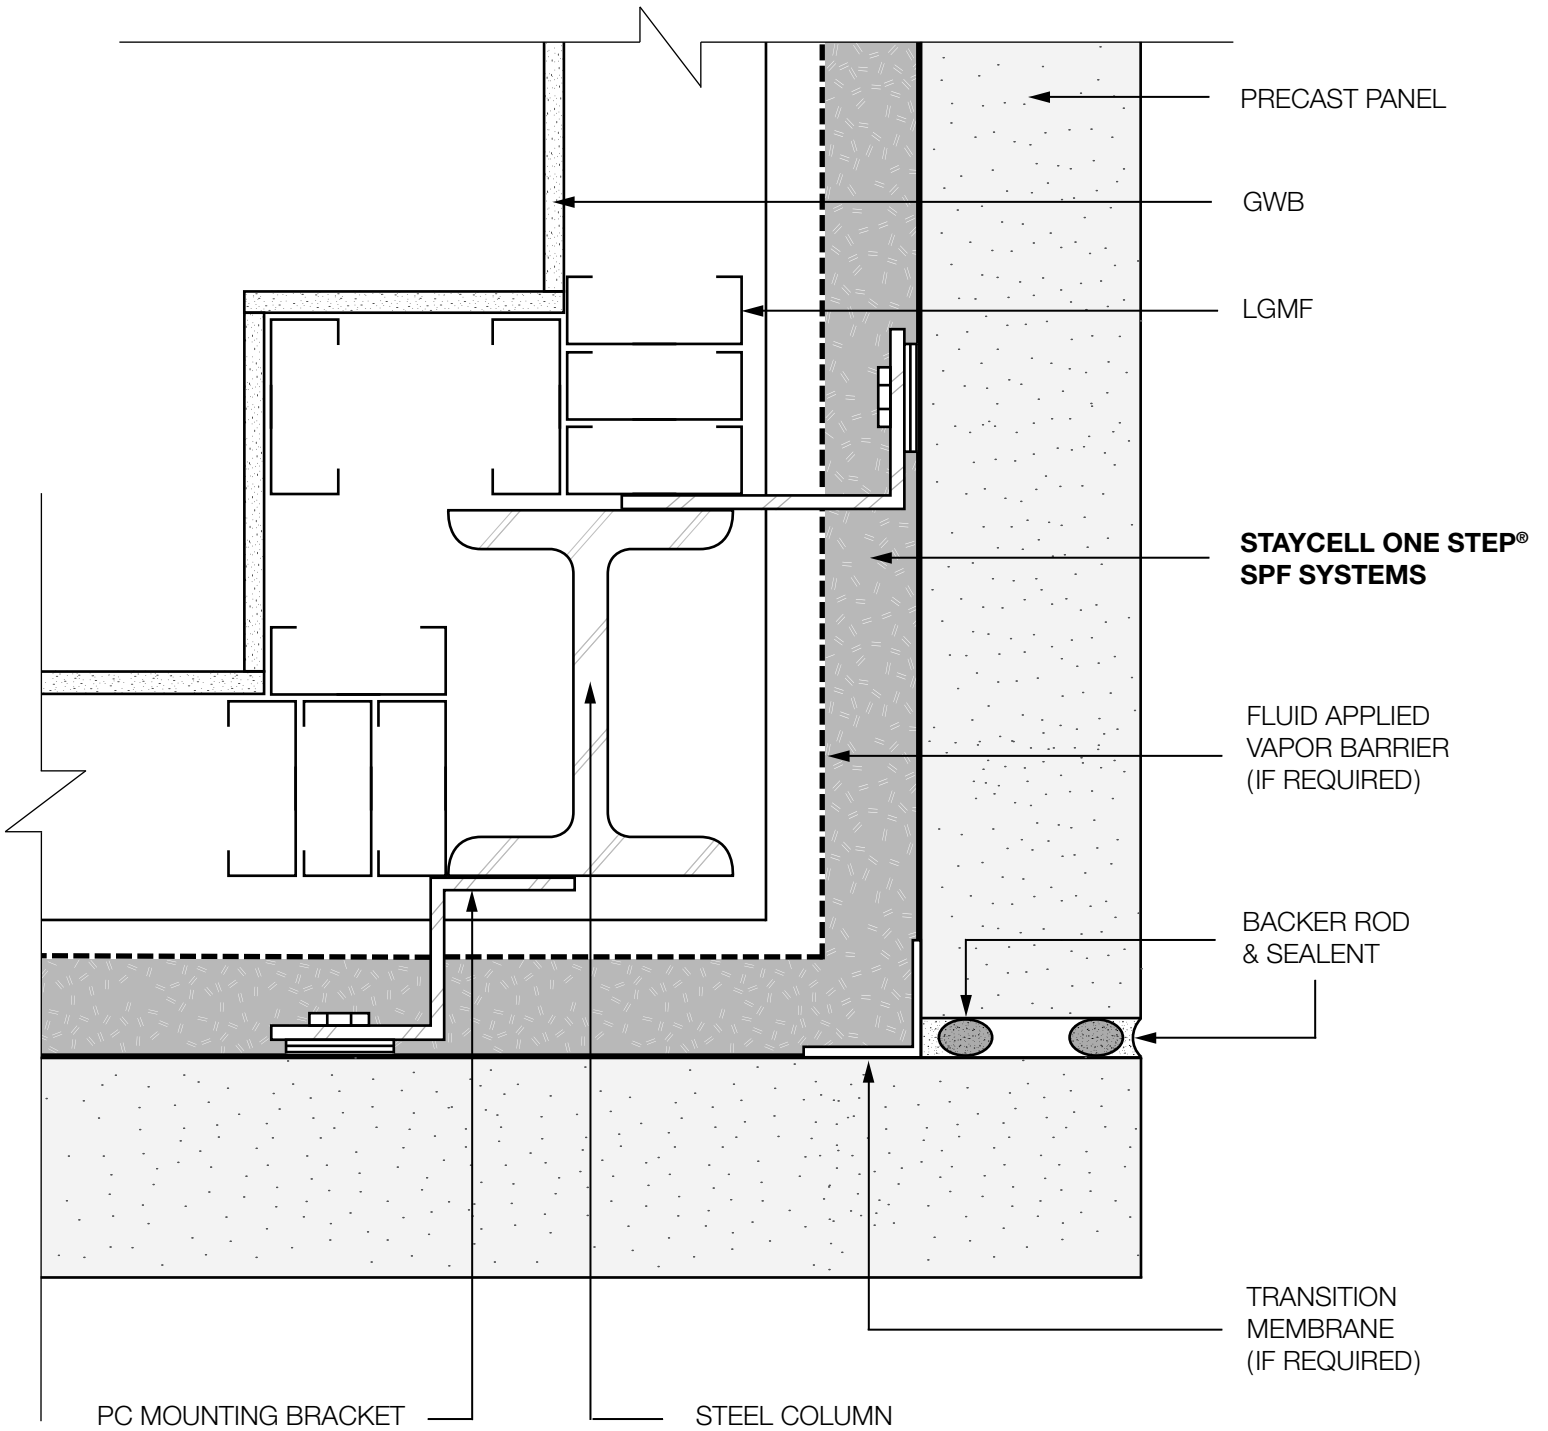 PRECAST PANEL
GWB
LGMF
STAYCELL ONE STEP®
SPF SYSTEMS
FLUID APPLIED
VAPOR BARRIER
(IF REQUIRED)
BACKER ROD
& SEALENT
TRANSITION
MEMBRANE
(IF REQUIRED)
PC MOUNTING BRACKET
STEEL COLUMN